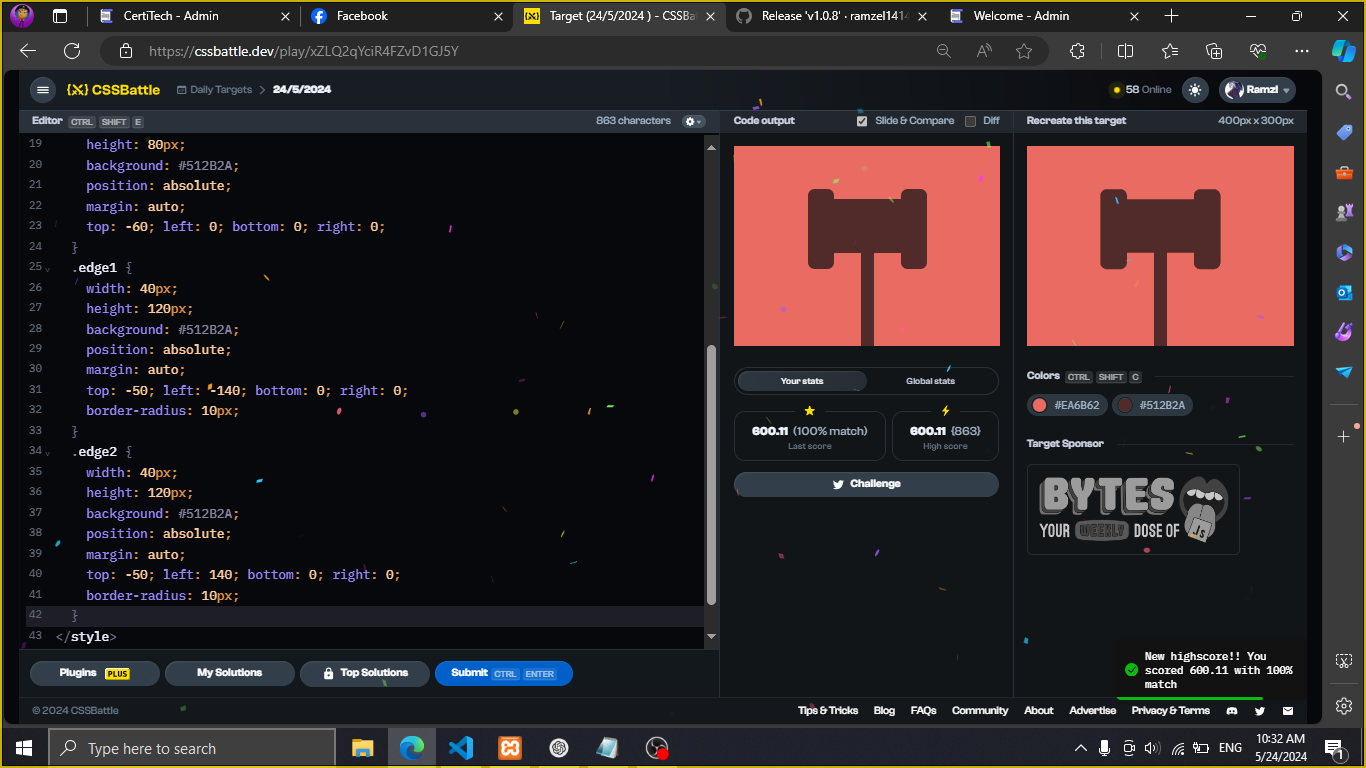 CertiTech - Admin
Facebook
Target (24/5/2024 ) - CSSBat
Release 'v1.0.8' · ramzel1414
Welcome - Admin
https://cssbattle.dev/play/xZLQ2qYciR4FZvD1GJ5Y
CSSBattle
Daily Targets > 24/5/2024
58 Online
Ramzl
Editor CTRL SHIFT E
863 characters
Code output
Slide & Compare
Diff
Recreate this target
400px x 300px
19 height: 80px;
20 background: #512B2A;
21 position: absolute;
22 margin: auto;
23 top: -60; left: 0; bottom: 0; right: 0;
24 }
25 .edge1 {
26 width: 40px;
27 height: 120px;
28 background: #512B2A;
29 position: absolute;
30 margin: auto;
31 top: -50; left: -140; bottom: 0; right: 0;
32 border-radius: 10px;
33 }
34 .edge2 {
35 width: 40px;
36 height: 120px;
37 background: #512B2A;
38 position: absolute;
39 margin: auto;
40 top: -50; left: 140; bottom: 0; right: 0;
41 border-radius: 10px;
42 }
43 </style>
Your stats
Global stats
600.11 (100% match)
Last score
600.11 {863}
High score
Challenge
Colors CTRL SHIFT C
#EA6B62
#512B2A
Target Sponsor
BYTES
YOUR WEEKLY DOSE OF
JS
Plugins PLUS
My Solutions
Top Solutions
Submit CTRL ENTER
New highscore!! You
scored 600.11 with 100%
match
© 2024 CSSBattle
Tips & Tricks
Blog
FAQs
Community
About
Advertise
Privacy & Terms
Type here to search
ENG
10:32 AM
5/24/2024
1